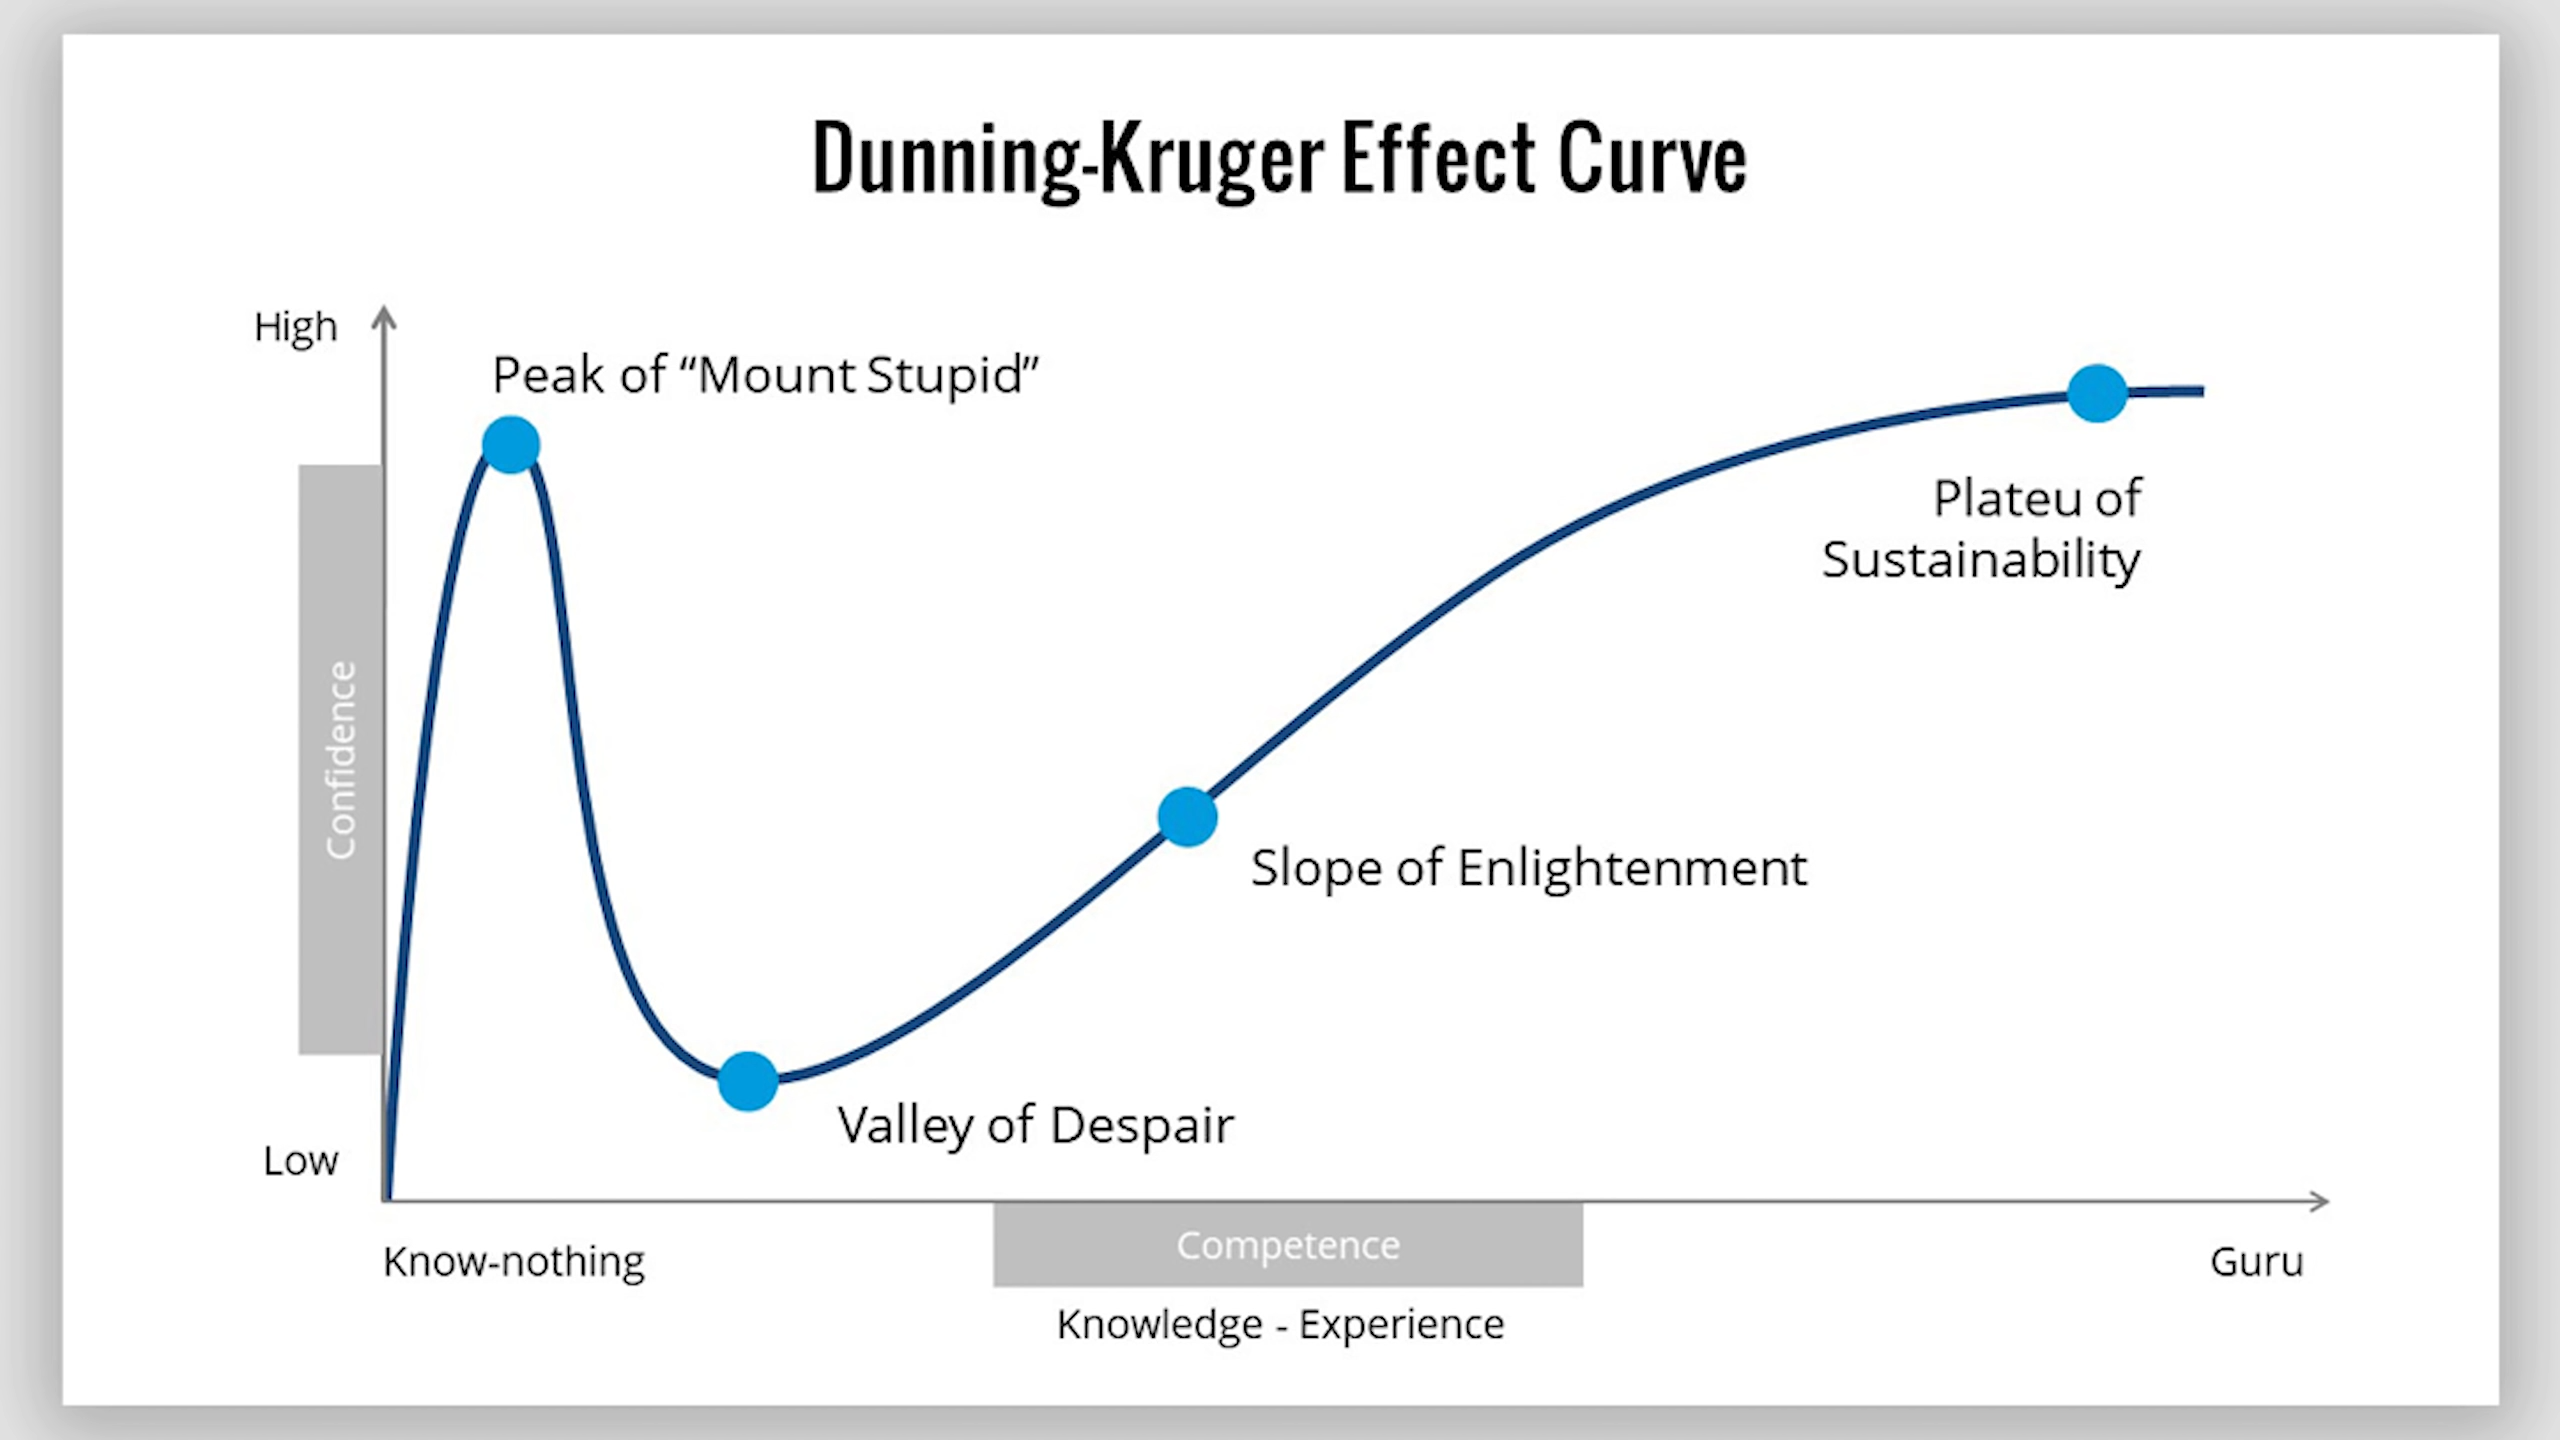 Dunning-Kruger Effect Curve
High
Peak of “Mount Stupid”
Plateu of
Sustainability
Confidence
Slope of Enlightenment
Valley of Despair
Low
Know-nothing
Competence
Guru
Knowledge - Experience